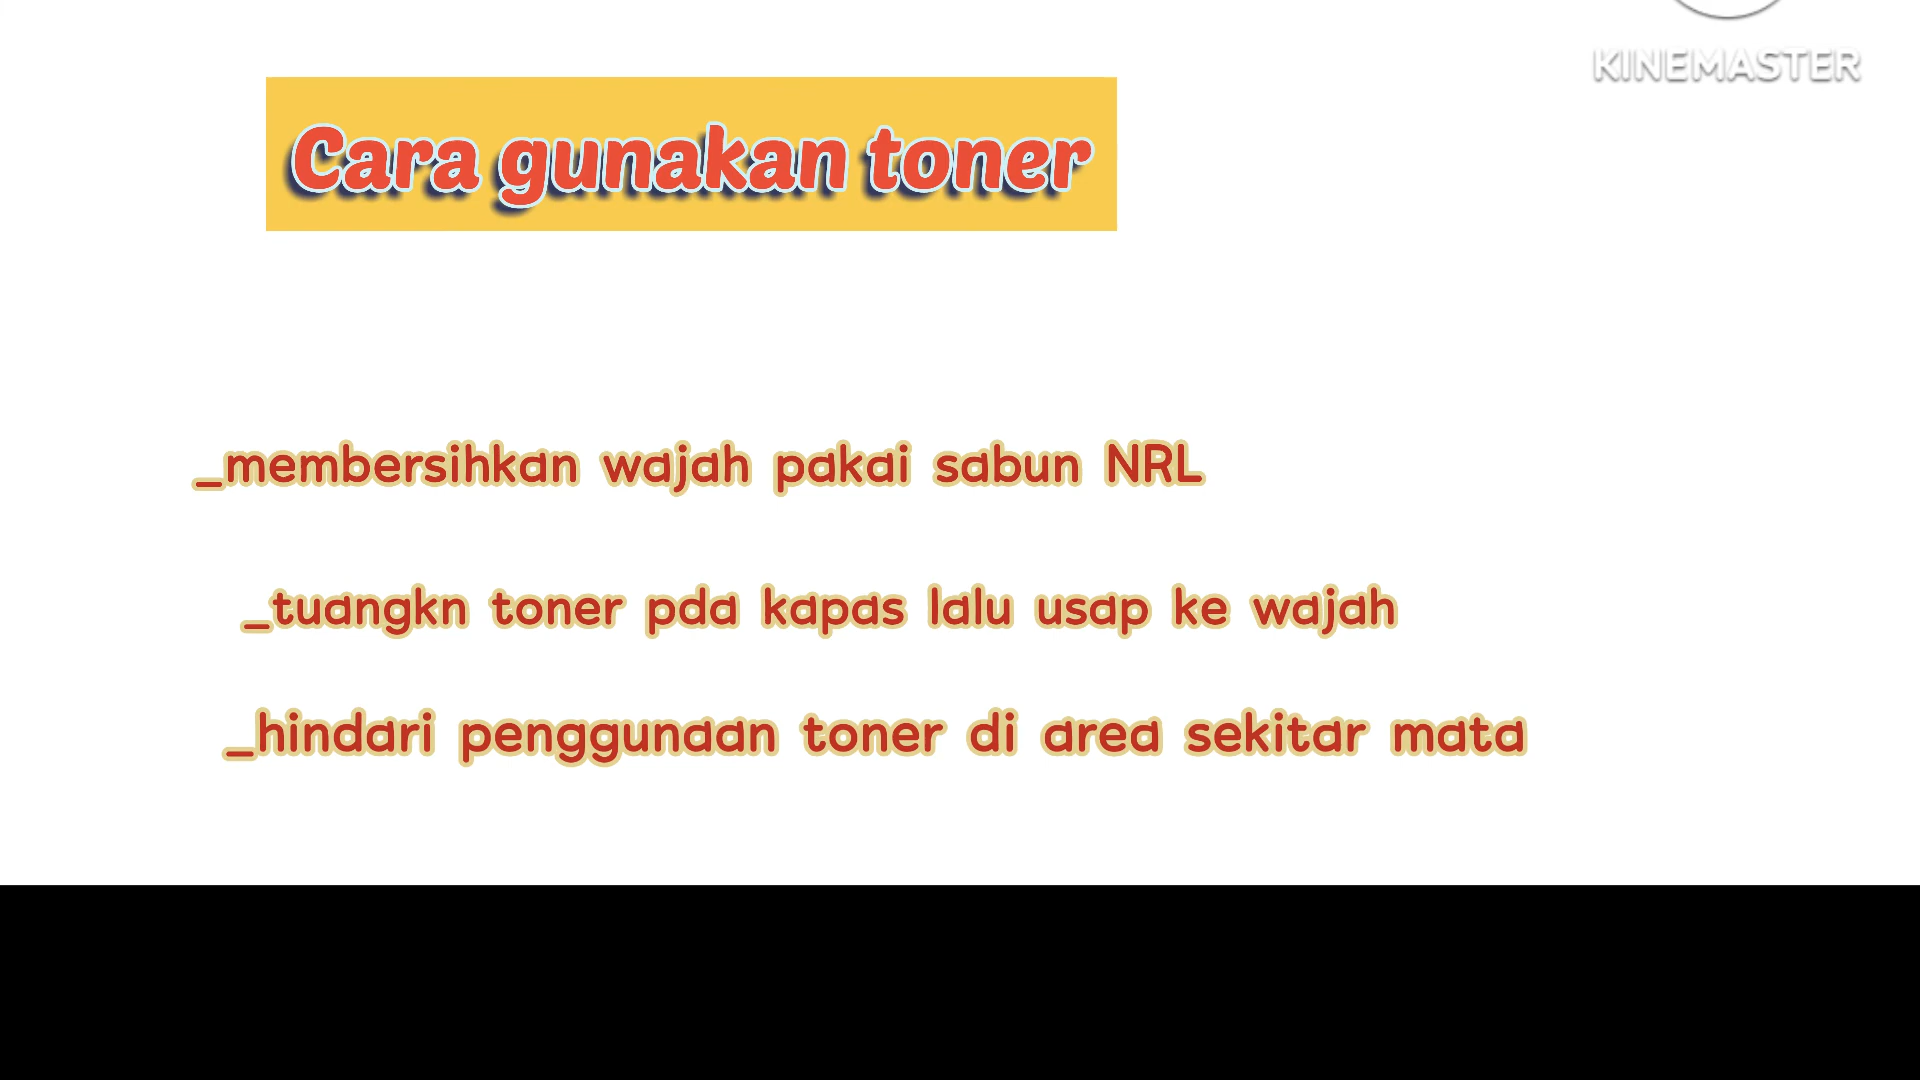 KINEMASTER
Cara gunakan toner
_membersihkan wajah pakai sabun NRL
_tuangkn toner pda kapas lalu usap ke wajah
_hindari penggunaan toner di area sekitar mata